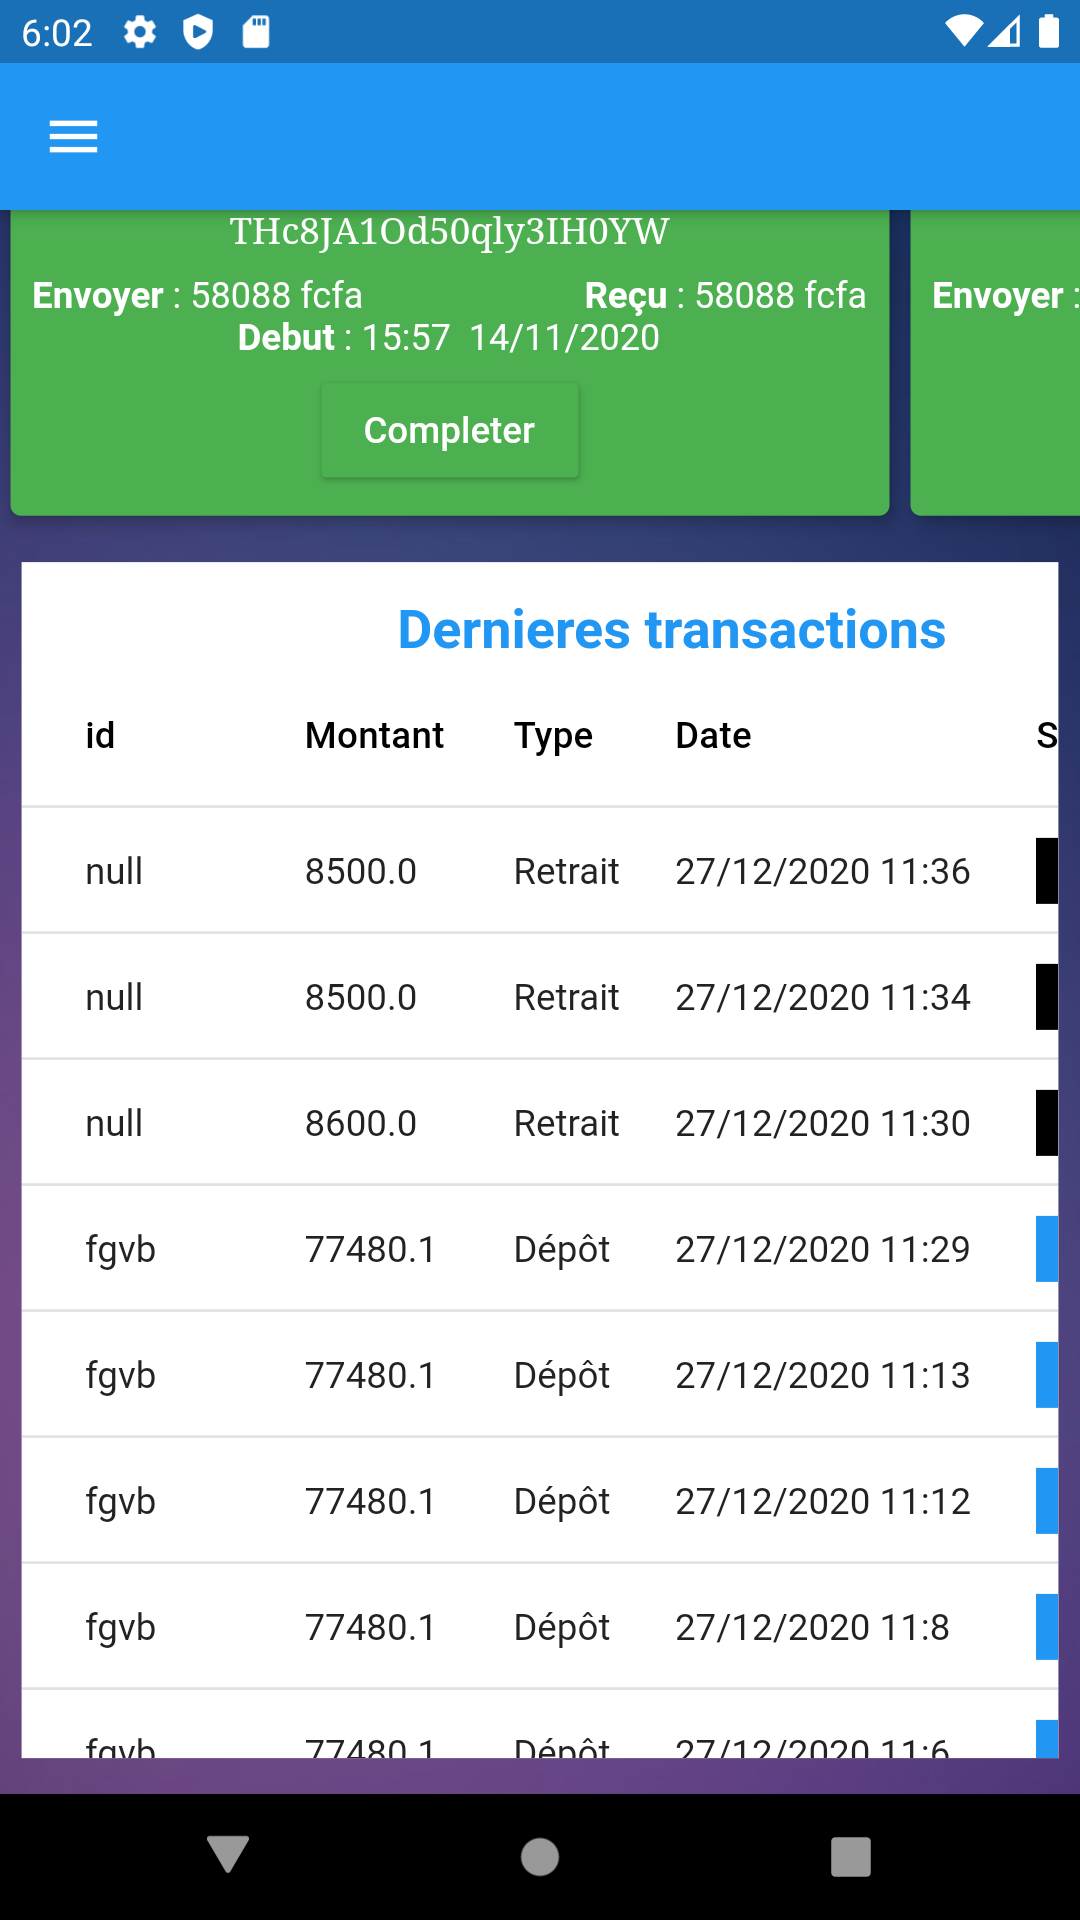 6:02
THc8JA1Od50qly3IH0YW
Envoyer : 58088 fcfa Reçu : 58088 fcfa Envoyer :
Debut : 15:57 14/11/2020
Completer
Dernieres transactions
id Montant Type Date S
null 8500.0 Retrait 27/12/2020 11:36
null 8500.0 Retrait 27/12/2020 11:34
null 8600.0 Retrait 27/12/2020 11:30
fgvb 77480.1 Dépôt 27/12/2020 11:29
fgvb 77480.1 Dépôt 27/12/2020 11:13
fgvb 77480.1 Dépôt 27/12/2020 11:12
fgvb 77480.1 Dépôt 27/12/2020 11:8
fgvb 77480.1 Dépôt 27/12/2020 11:6